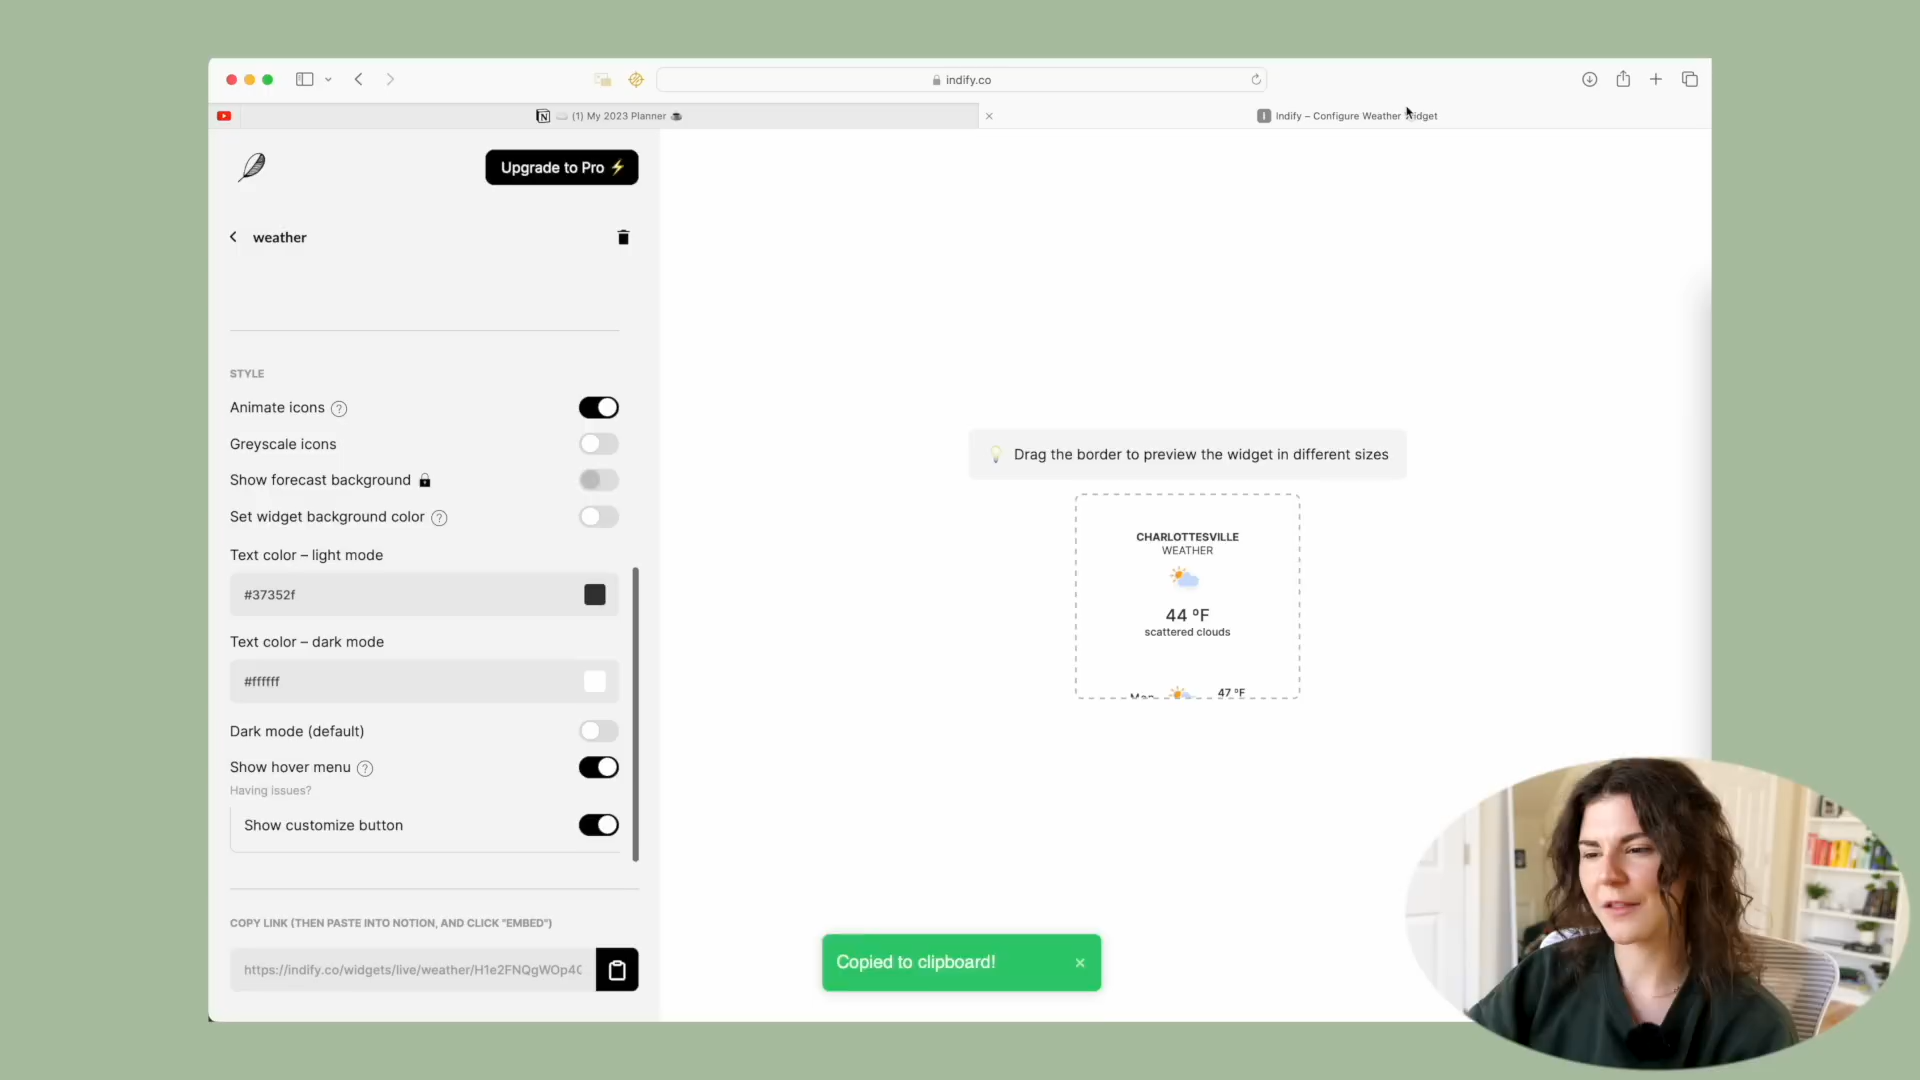 indify.co
(1) My 2023 Planner
Indify – Configure Weather Widget
Upgrade to Pro ⚡
weather
STYLE
Animate icons ?
Greyscale icons
Show forecast background
Set widget background color ?
Text color – light mode
#37352f
Text color – dark mode
#ffffff
Dark mode (default)
Show hover menu ?
Having issues?
Show customize button
COPY LINK (THEN PASTE INTO NOTION, AND CLICK "EMBED")
https://indify.co/widgets/live/weather/H1e2FNQgWOp4
Drag the border to preview the widget in different sizes
CHARLOTTESVILLE
WEATHER
44 ºF
scattered clouds
47 ºF
Copied to clipboard!